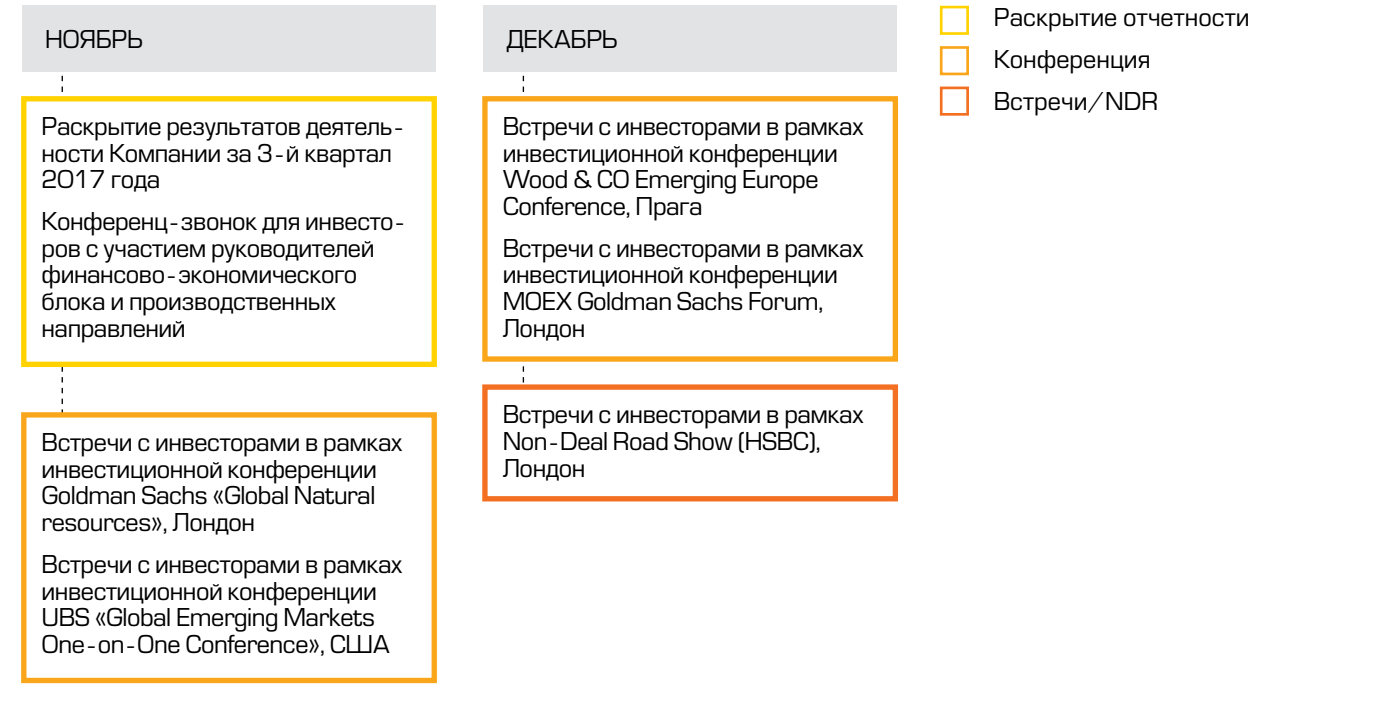 НОЯБРЬ
Раскрытие результатов деятель-
ности Компании за 3-й квартал
2017 года
Конференц-звонок для инвесто-
ров с участием руководителей
финансово-экономического
блока и производственных
направлений
Встречи с инвесторами в рамках
инвестиционной конференции
Goldman Sachs «Global Natural
resources», Лондон
Встречи с инвесторами в рамках
инвестиционной конференции
UBS «Global Emerging Markets
One-on-One Conference», США
ДЕКАБРЬ
Встречи с инвесторами в рамках
инвестиционной конференции
Wood & CO Emerging Europe
Conference, Прага
Встречи с инвесторами в рамках
инвестиционной конференции
MOEX Goldman Sachs Forum,
Лондон
Встречи с инвесторами в рамках
Non-Deal Road Show (HSBC),
Лондон
Раскрытие отчетности
Конференция
Встречи/NDR